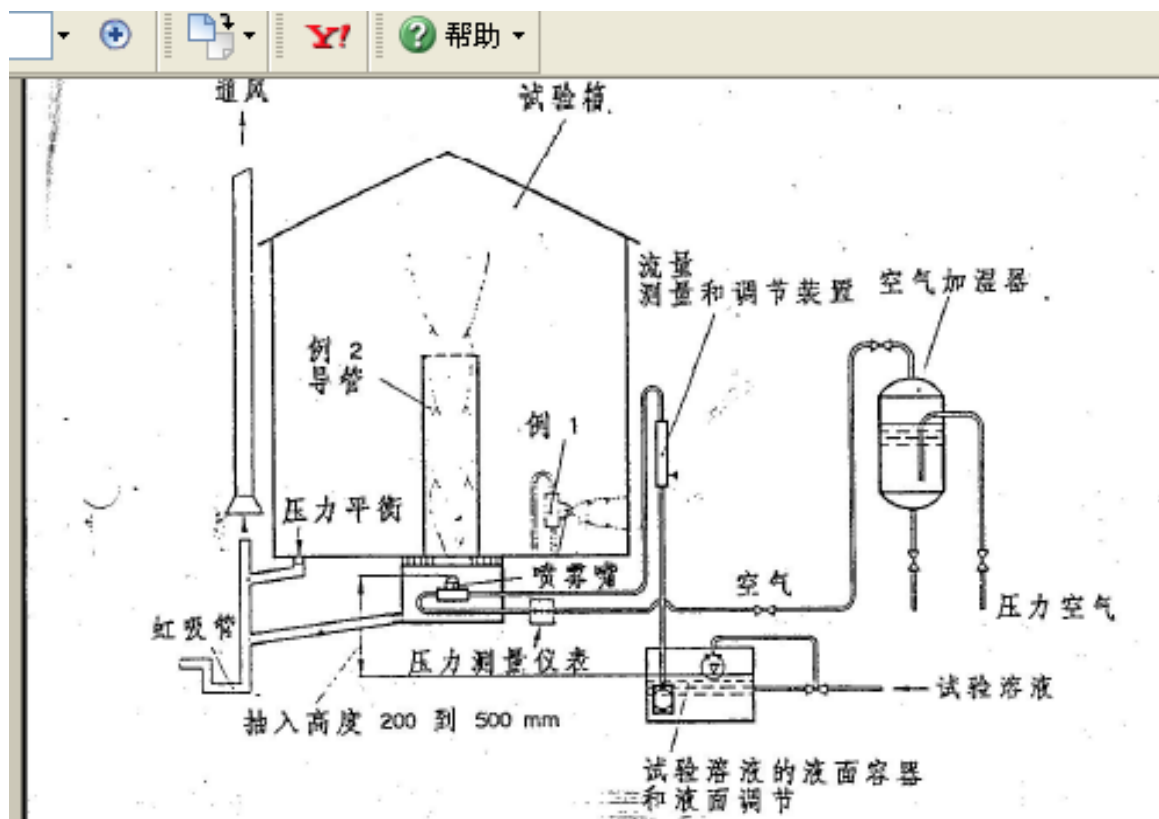 Y!
帮助
通风
试验箱
流量
测量和调节装置
空气加湿器
例 2
导管
例 1
压力平衡
喷雾嘴
空气
压力空气
虹吸管
压力测量仪表
试验溶液
抽入高度 200 到 500 mm
试验溶液的液面容器
和液面调节